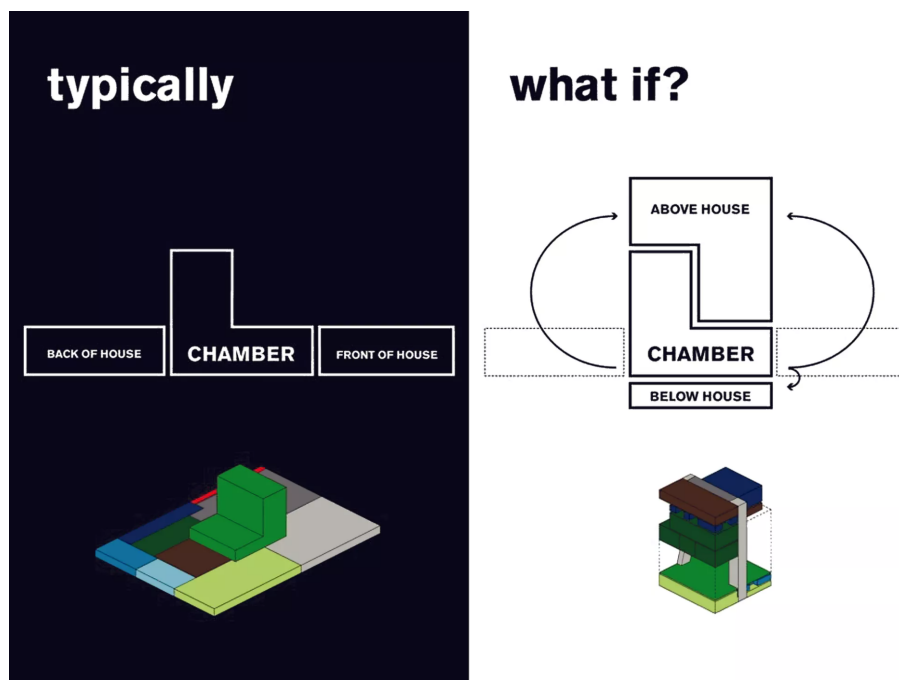 typically
what if?
BACK OF HOUSE
CHAMBER
FRONT OF HOUSE
ABOVE HOUSE
CHAMBER
BELOW HOUSE